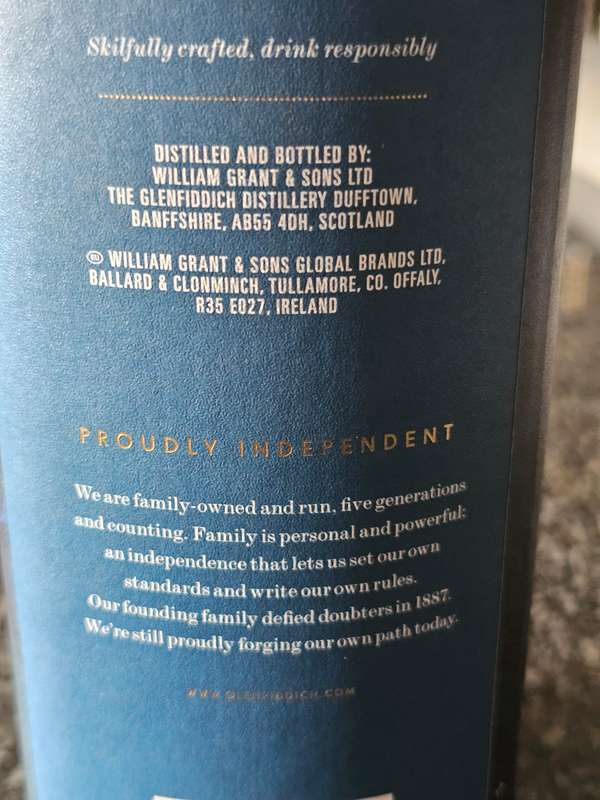 Skilfully crafted, drink responsibly
DISTILLED AND BOTTLED BY:
WILLIAM GRANT & SONS LTD
THE GLENFIDDICH DISTILLERY DUFFTOWN,
BANFFSHIRE, AB55 4DH, SCOTLAND
WILLIAM GRANT & SONS GLOBAL BRANDS LTD,
BALLARD & CLONMINCH, TULLAMORE, CO. OFFALY,
R35 E027, IRELAND
PROUDLY INDEPENDENT
We are family-owned and run, five generations
and counting. Family is personal and powerful;
an independence that lets us set our own
standards and write our own rules.
Our founding family defied doubters in 1887.
We're still proudly forging our own path today.
WWW.GLENFIDDICH.COM